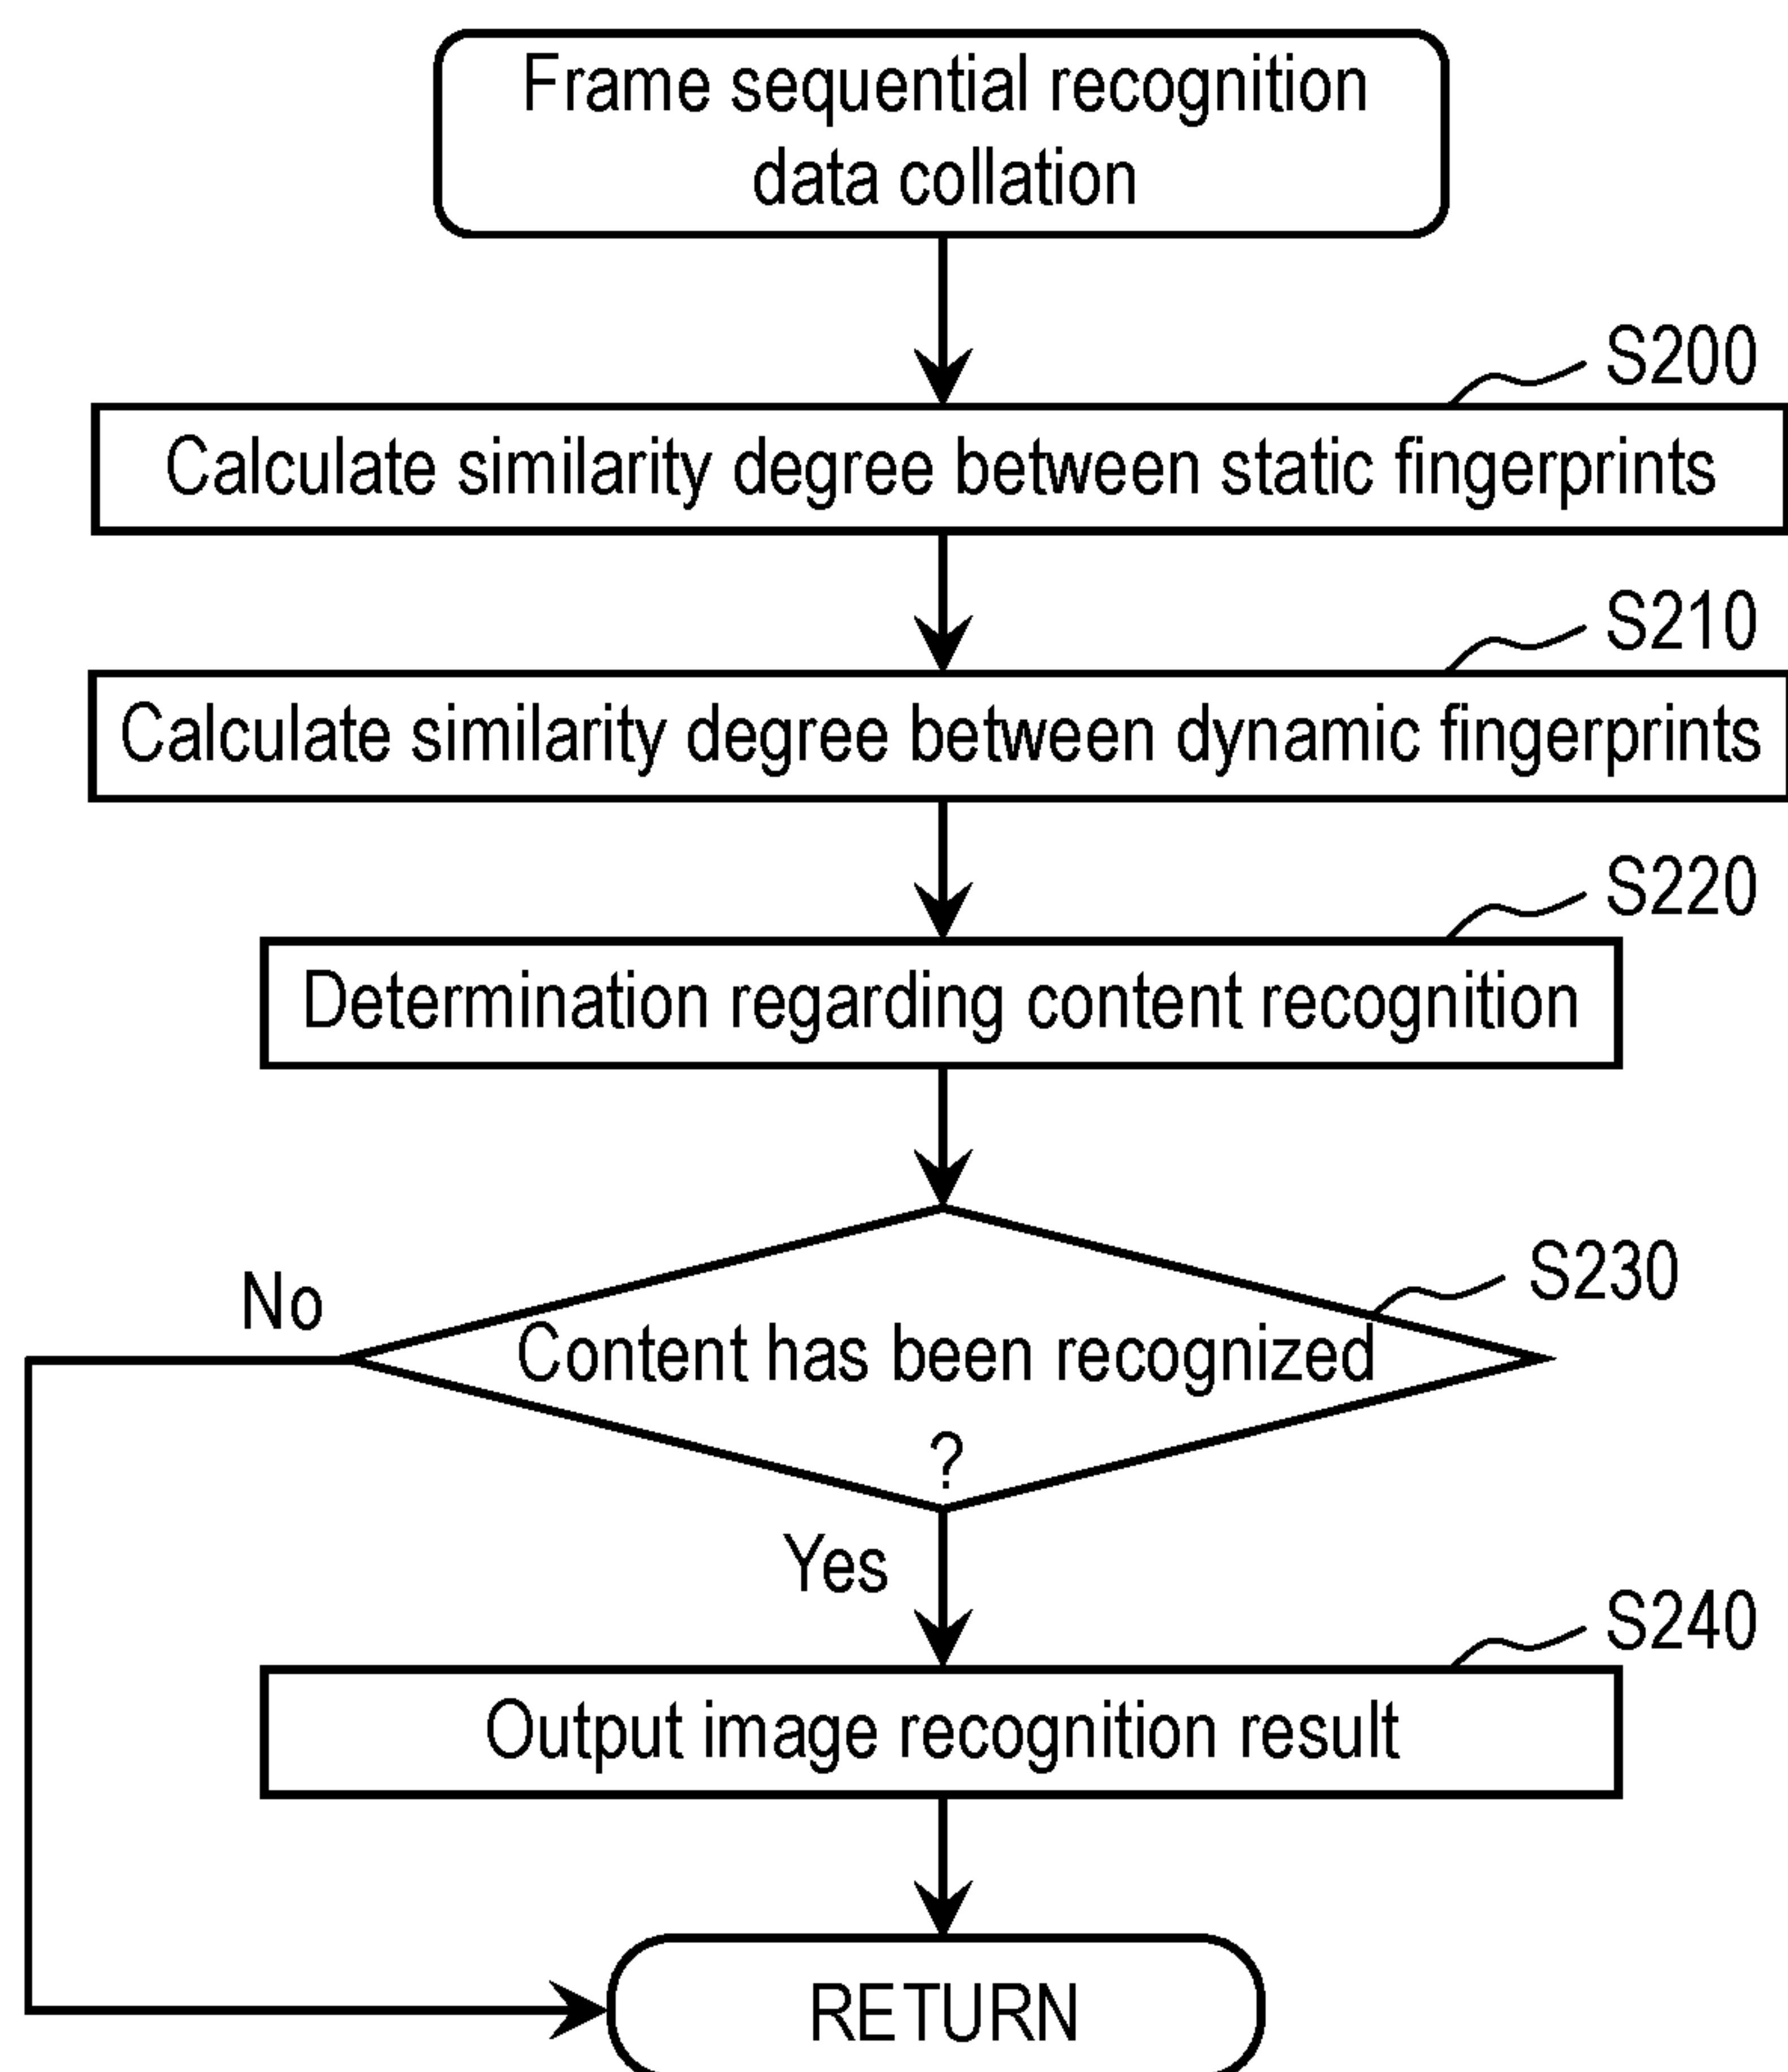 Frame sequential recognition
data collation
S200
Calculate similarity degree between static fingerprints
S210
Calculate similarity degree between dynamic fingerprints
S220
Determination regarding content recognition
S230
No
Content has been recognized
?
Yes
S240
Output image recognition result
RETURN